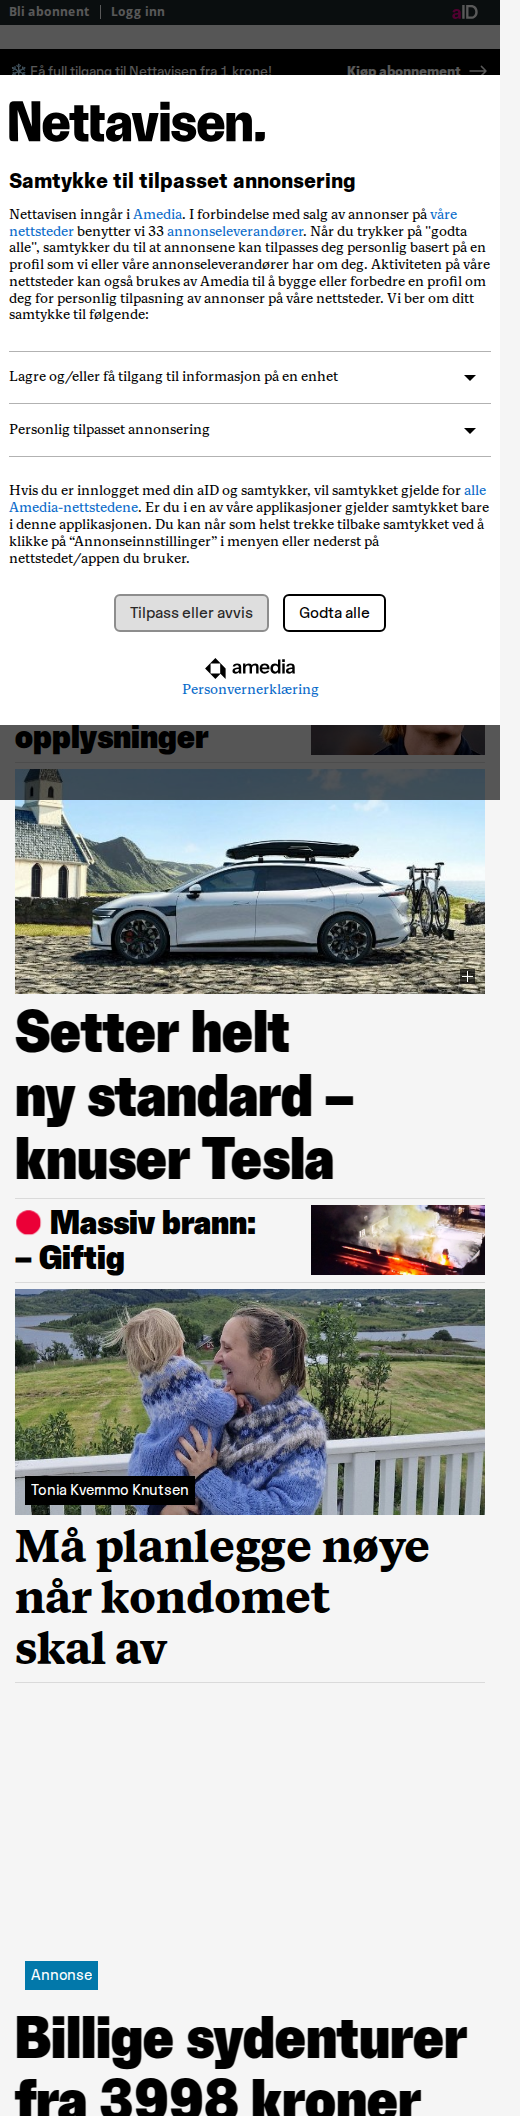 Bli abonnent | Logg inn aID
Få full tilgang til Nettavisen fra 1 krone! Kjøp abonnement
Nettavisen.
Samtykke til tilpasset annonsering
Nettavisen inngår i Amedia. I forbindelse med salg av annonser på våre
nettsteder benytter vi 33 annonseleverandører. Når du trykker på "godta
alle", samtykker du til at annonsene kan tilpasses deg personlig basert på en
profil som vi eller våre annonseleverandører har om deg. Aktiviteten på våre
nettsteder kan også brukes av Amedia til å bygge eller forbedre en profil om
deg for personlig tilpasning av annonser på våre nettsteder. Vi ber om ditt
samtykke til følgende:
Lagre og/eller få tilgang til informasjon på en enhet
Personlig tilpasset annonsering
Hvis du er innlogget med din aID og samtykker, vil samtykket gjelde for alle
Amedia-nettstedene. Er du i en av våre applikasjoner gjelder samtykket bare
i denne applikasjonen. Du kan når som helst trekke tilbake samtykket ved å
klikke på “Annonseinnstillinger” i menyen eller nederst på
nettstedet/appen du bruker.
Tilpass eller avvis Godta alle
amedia
Personvernerklæring
opplysninger
Setter helt
ny standard –
knuser Tesla
Massiv brann:
– Giftig
Tonia Kvernmo Knutsen
Må planlegge nøye
når kondomet
skal av
Annonse
Billige sydenturer
fra 3998 kroner